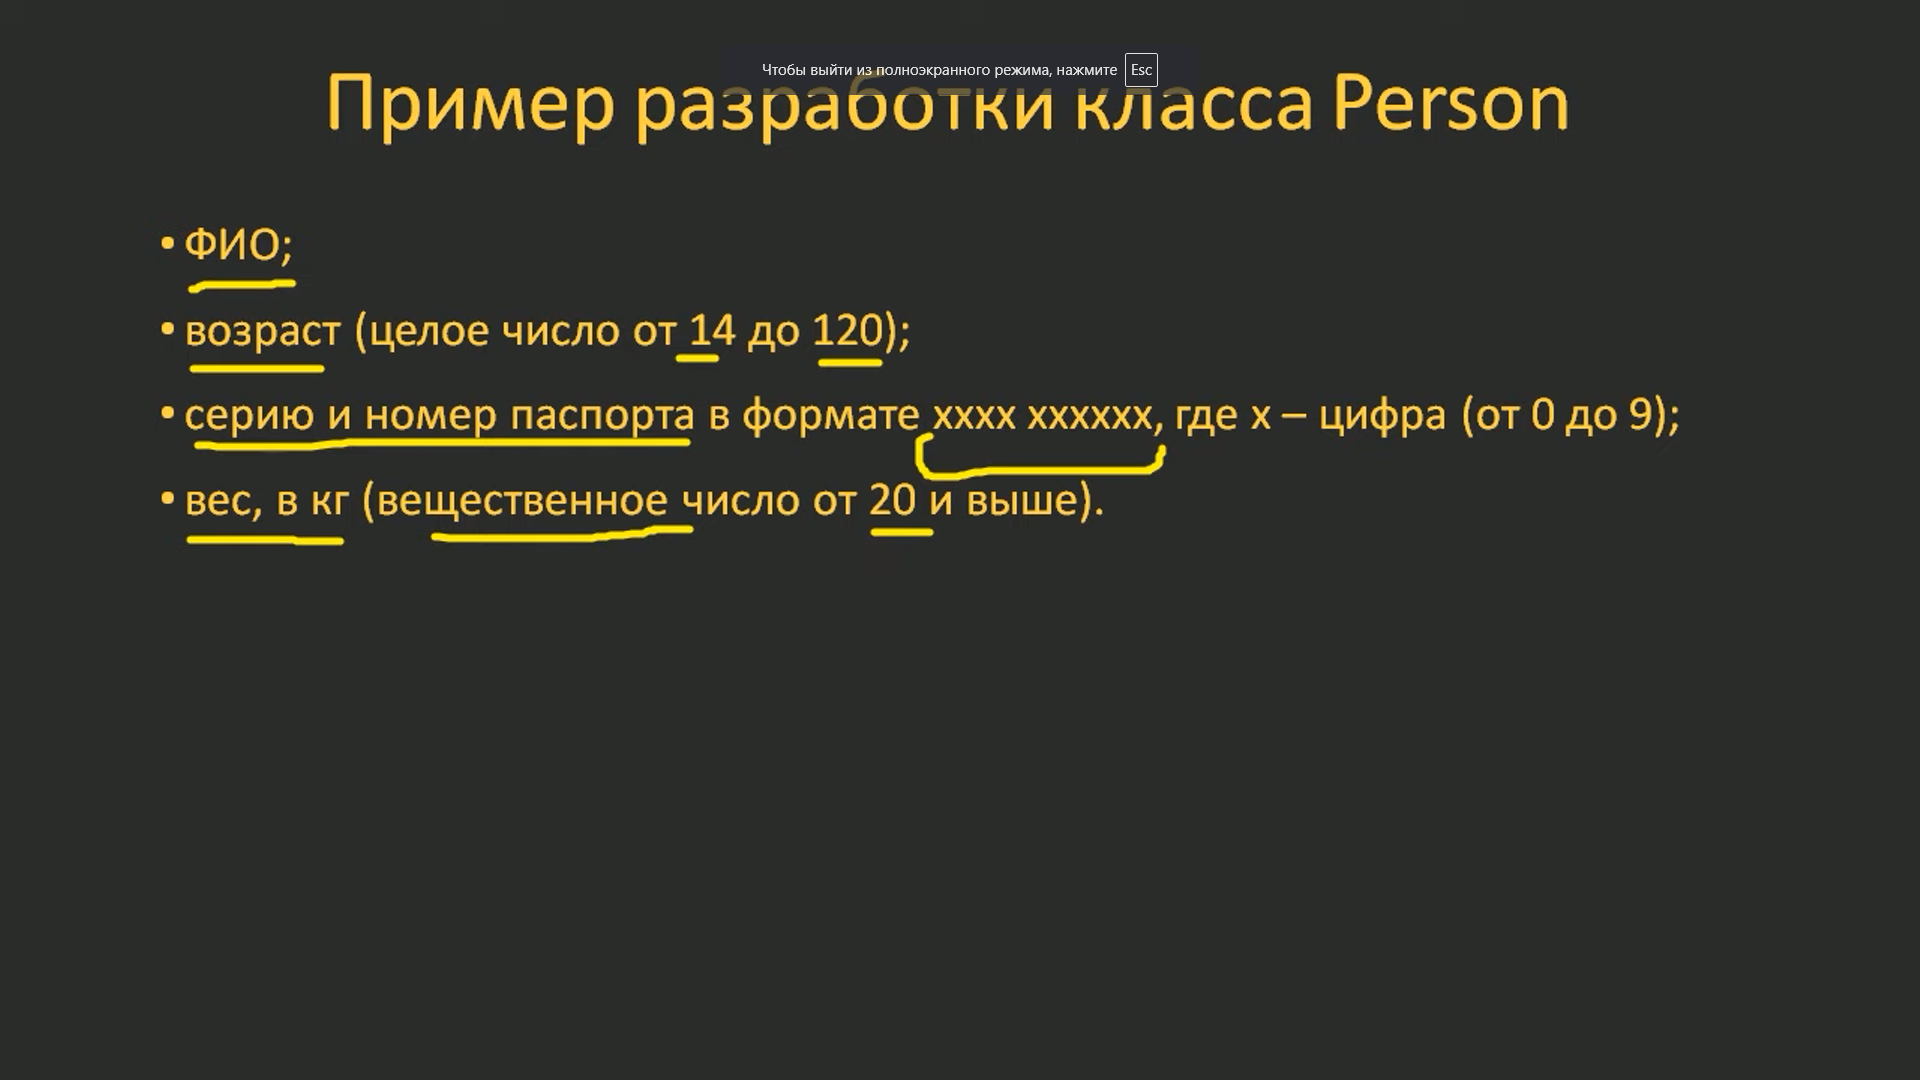 Чтобы выйти из полноэкранного режима, нажмите Esc
Пример разработки класса Person
• ФИО;
• возраст (целое число от 14 до 120);
• серию и номер паспорта в формате xxxx xxxxxx, где x – цифра (от 0 до 9);
• вес, в кг (вещественное число от 20 и выше).